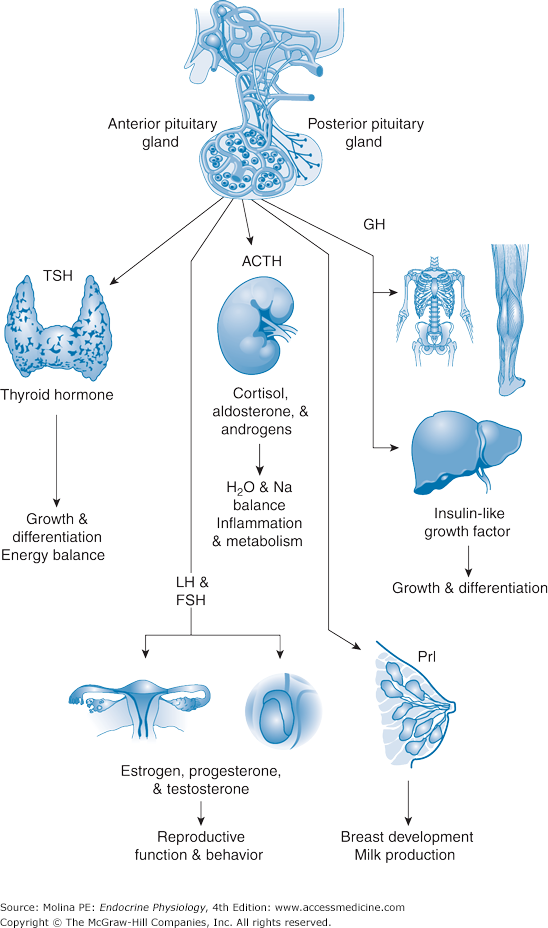 Anterior pituitary
gland
Posterior pituitary
gland
GH
TSH
ACTH
Thyroid hormone
Cortisol,
aldosterone, &
androgens
H₂O & Na
balance
Inflammation
& metabolism
Growth &
differentiation
Energy balance
Insulin-like
growth factor
Growth & differentiation
LH &
FSH
Prl
Estrogen, progesterone,
& testosterone
Reproductive
function & behavior
Breast development
Milk production
Source: Molina PE: Endocrine Physiology, 4th Edition: www.accessmedicine.com
Copyright © The McGraw-Hill Companies, Inc. All rights reserved.